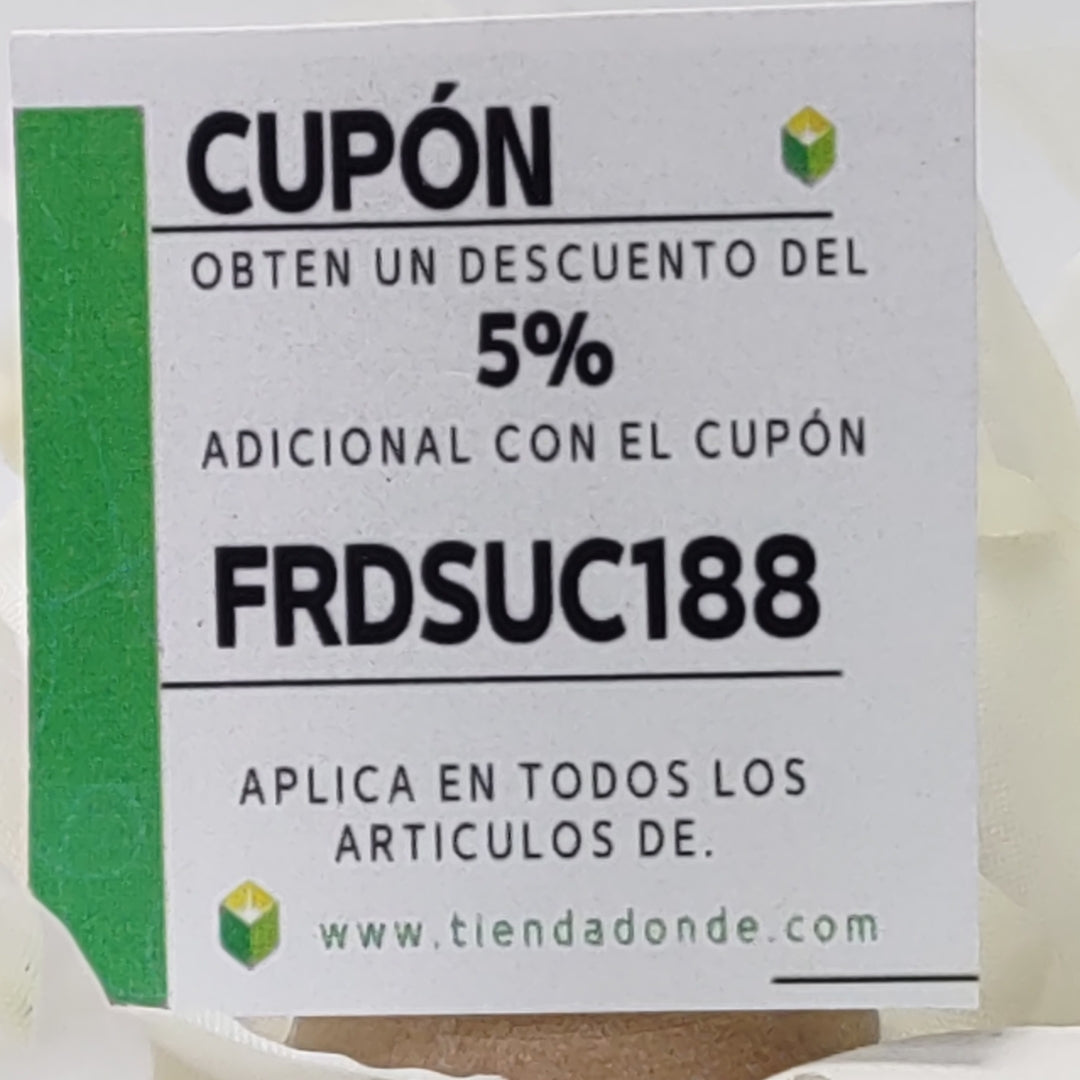 CUPÓN
OBTEN UN DESCUENTO DEL
5%
ADICIONAL CON EL CUPÓN
FRDSUC188
APLICA EN TODOS LOS
ARTICULOS DE.
www.tiendadonde.com